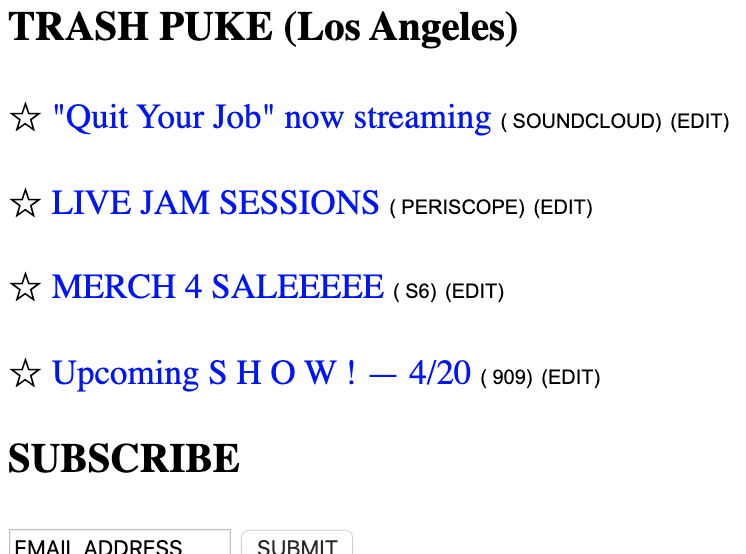 TRASH PUKE (Los Angeles)
☆ "Quit Your Job" now streaming ( SOUNDCLOUD) (EDIT)
☆ LIVE JAM SESSIONS ( PERISCOPE) (EDIT)
☆ MERCH 4 SALEEEEE ( S6) (EDIT)
☆ Upcoming S H O W ! — 4/20 ( 909) (EDIT)
SUBSCRIBE
EMAIL ADDRESS SUBMIT